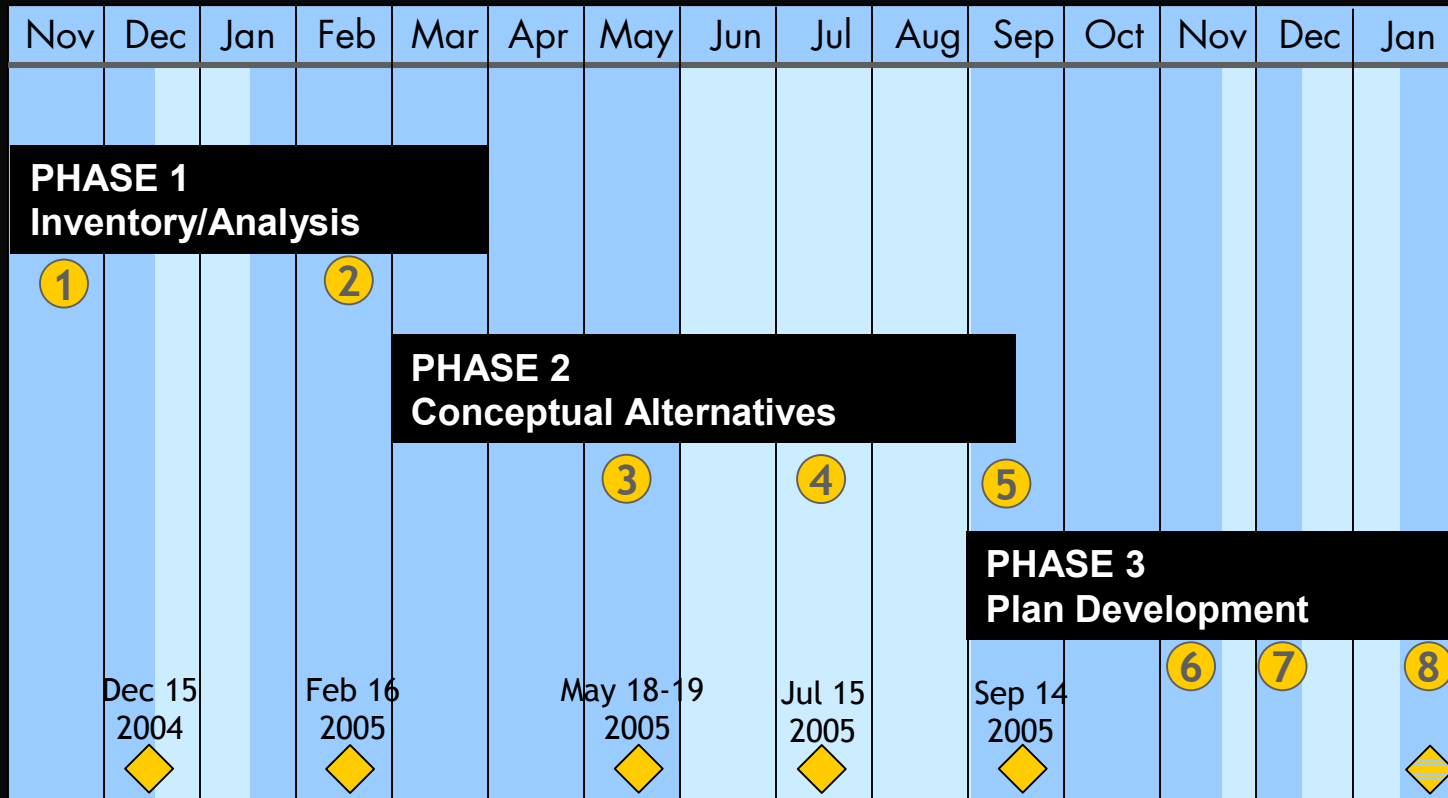 Nov Dec Jan Feb Mar Apr May Jun Jul Aug Sep Oct Nov Dec Jan
PHASE 1
Inventory/Analysis
1 2
PHASE 2
Conceptual Alternatives
3 4 5
PHASE 3
Plan Development
6 7 8
Dec 15 Feb 16 May 18-19 Jul 15 Sep 14
2004 2005 2005 2005 2005